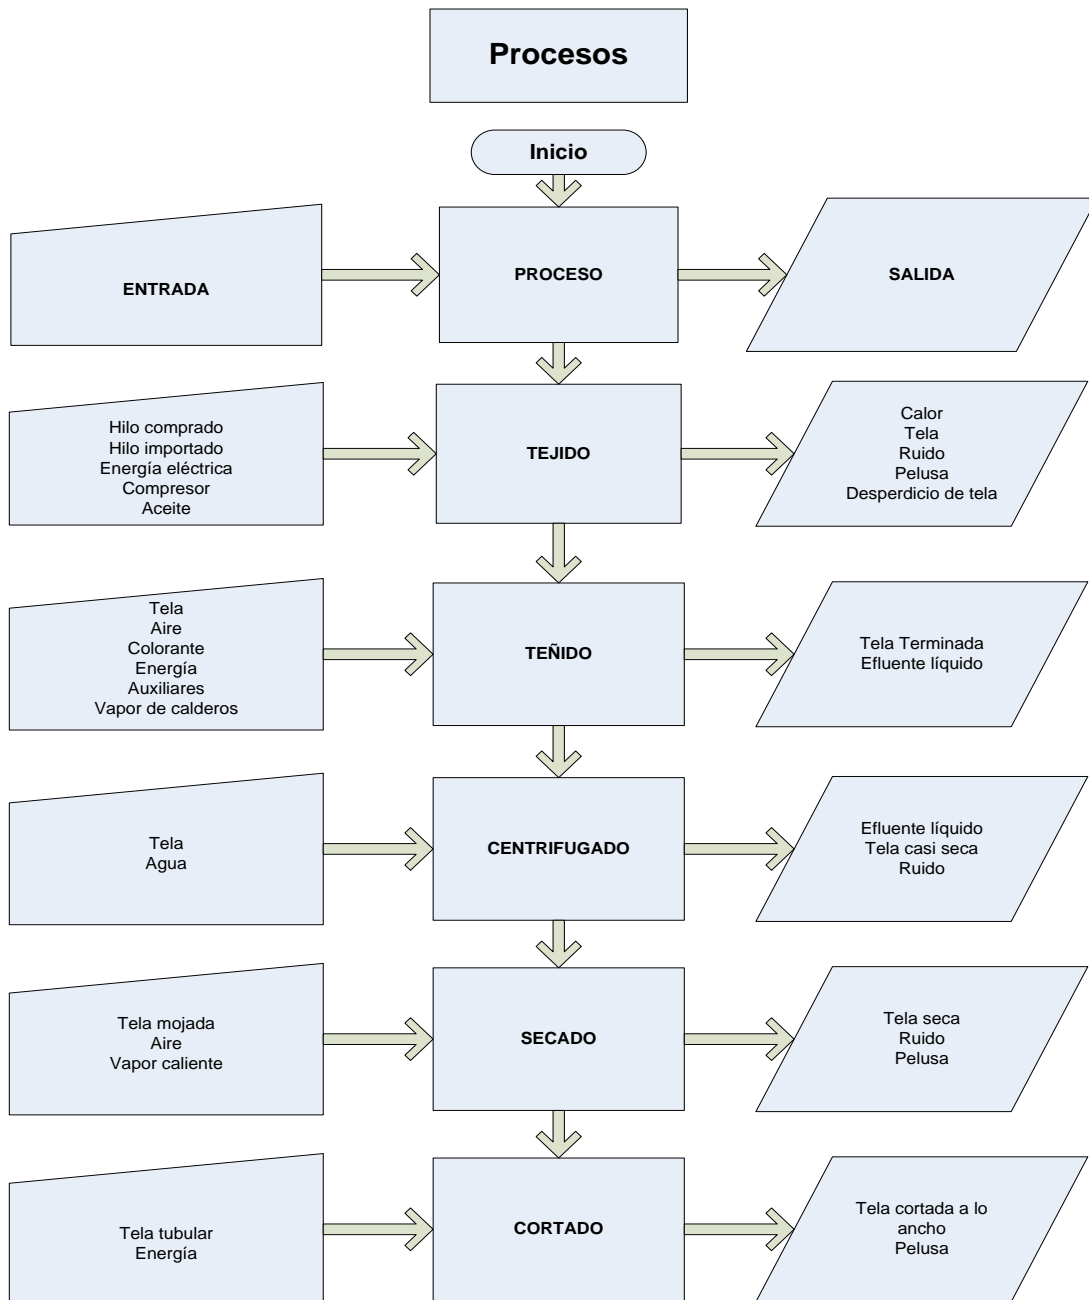 Procesos
Inicio
ENTRADA
PROCESO
SALIDA
Hilo comprado
Hilo importado
Energía eléctrica
Compresor
Aceite
TEJIDO
Calor
Tela
Ruido
Pelusa
Desperdicio de tela
Tela
Aire
Colorante
Energía
Auxiliares
Vapor de calderos
TEÑIDO
Tela Terminada
Efluente líquido
Tela
Agua
CENTRIFUGADO
Efluente líquido
Tela casi seca
Ruido
Tela mojada
Aire
Vapor caliente
SECADO
Tela seca
Ruido
Pelusa
Tela tubular
Energía
CORTADO
Tela cortada a lo
ancho
Pelusa